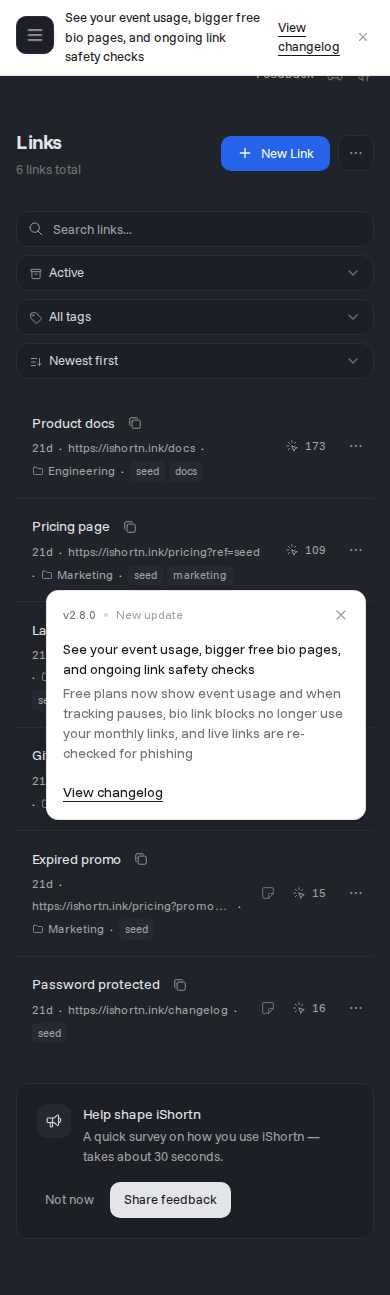 See your event usage, bigger free
bio pages, and ongoing link
safety checks
View
changelog
Feedback
Links
6 links total
New Link
Search links...
Active
All tags
Newest first
Product docs
21d · https://ishortn.ink/docs ·
173
Engineering · seed docs
Pricing page
21d · https://ishortn.ink/pricing?ref=seed
109
· Marketing · seed marketing
v2.8.0 • New update
See your event usage, bigger free bio pages,
and ongoing link safety checks
Free plans now show event usage and when
tracking pauses, bio link blocks no longer use
your monthly links, and live links are re-
checked for phishing
View changelog
Expired promo
21d ·
https://ishortn.ink/pricing?promo... ·
15
Marketing · seed
Password protected
21d · https://ishortn.ink/changelog ·
16
seed
Help shape iShortn
A quick survey on how you use iShortn —
takes about 30 seconds.
Not now
Share feedback